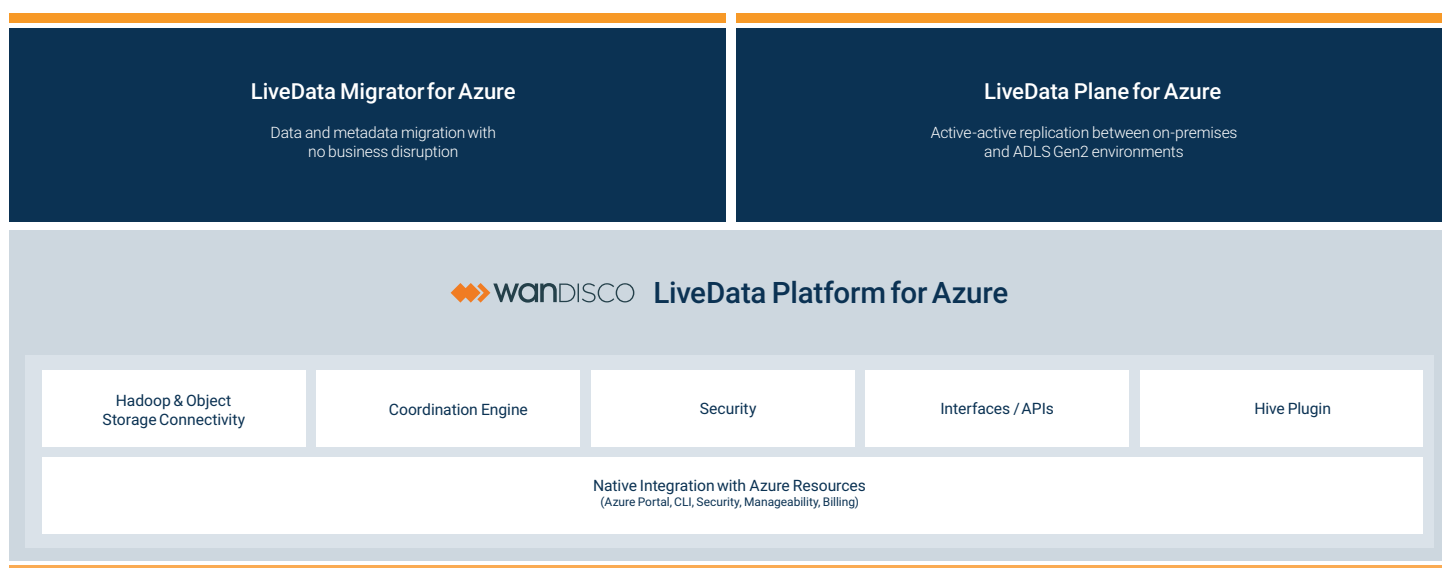 LiveData Migrator for Azure
Data and metadata migration with
no business disruption
LiveData Plane for Azure
Active-active replication between on-premises
and ADLS Gen2 environments
wanDISCO LiveData Platform for Azure
Hadoop & Object
Storage Connectivity
Coordination Engine
Security
Interfaces / APIs
Hive Plugin
Native Integration with Azure Resources
(Azure Portal, CLI, Security, Manageability, Billing)